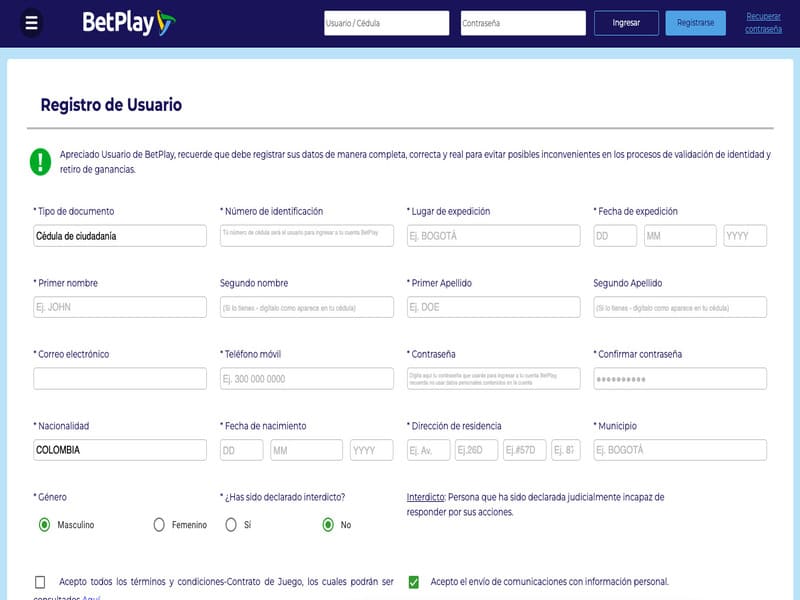 BetPlay
Usuario / Cédula
Contraseña
Ingresar
Registrarse
Recuperar
contraseña
Registro de Usuario
Apreciado Usuario de BetPlay, recuerde que debe registrar sus datos de manera completa, correcta y real para evitar posibles inconvenientes en los procesos de validación de identidad y
retiro de ganancias.
* Tipo de documento
* Número de identificación
* Lugar de expedición
* Fecha de expedición
Cédula de ciudadanía
Tú número de cédula será el usuario para ingresar a tu cuenta BetPlay
Ej. BOGOTÁ
DD
MM
YYYY
* Primer nombre
Segundo nombre
* Primer Apellido
Segundo Apellido
Ej. JOHN
(Si lo tienes - digítalo como aparece en tu cédula)
Ej. DOE
(Si lo tienes - digítalo como aparece en tu cédula)
* Correo electrónico
* Teléfono móvil
* Contraseña
* Confirmar contraseña
Ej. 300 000 0000
Digita aquí tu contraseña que usarás para ingresar a tu cuenta BetPlay,
recuerda no usar datos personales contenidos en la cuenta
**********
* Nacionalidad
* Fecha de nacimiento
* Dirección de residencia
* Municipio
COLOMBIA
DD
MM
YYYY
Ej. Av.
Ej.26D
Ej.#57D
Ej. 87
Ej. BOGOTÁ
* Género
* ¿Has sido declarado interdicto?
Interdicto: Persona que ha sido declarada judicialmente incapaz de
responder por sus acciones.
Masculino
Femenino
Sí
No
Acepto todos los términos y condiciones-Contrato de Juego, los cuales podrán ser
consultados Aquí
Acepto el envío de comunicaciones con información personal.